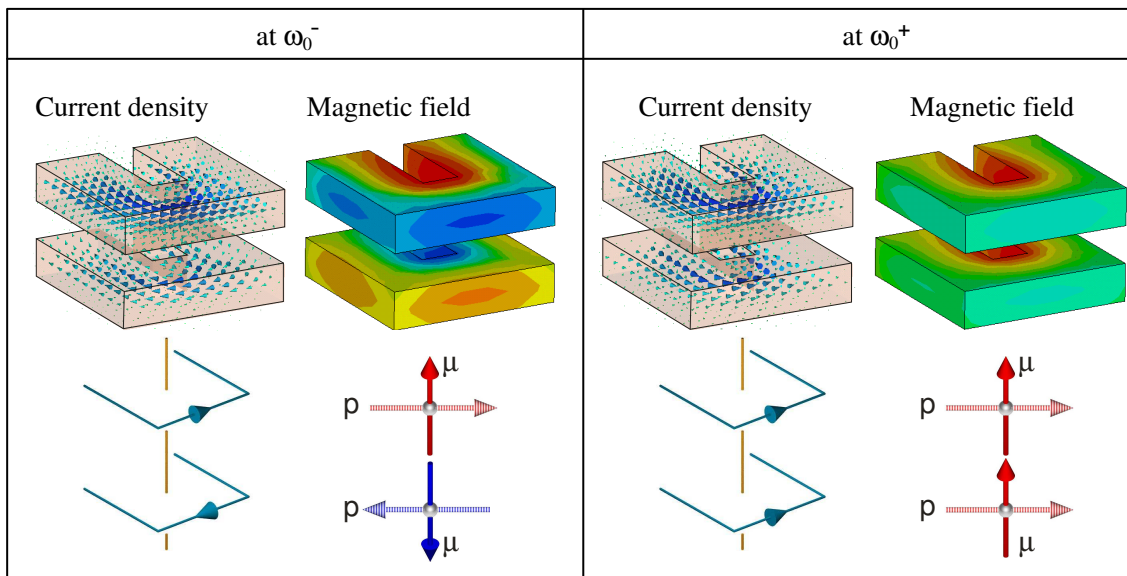 at ω₀⁻
at ω₀⁺
Current density
Magnetic field
Current density
Magnetic field
μ
p
p
μ
μ
p
p
μ